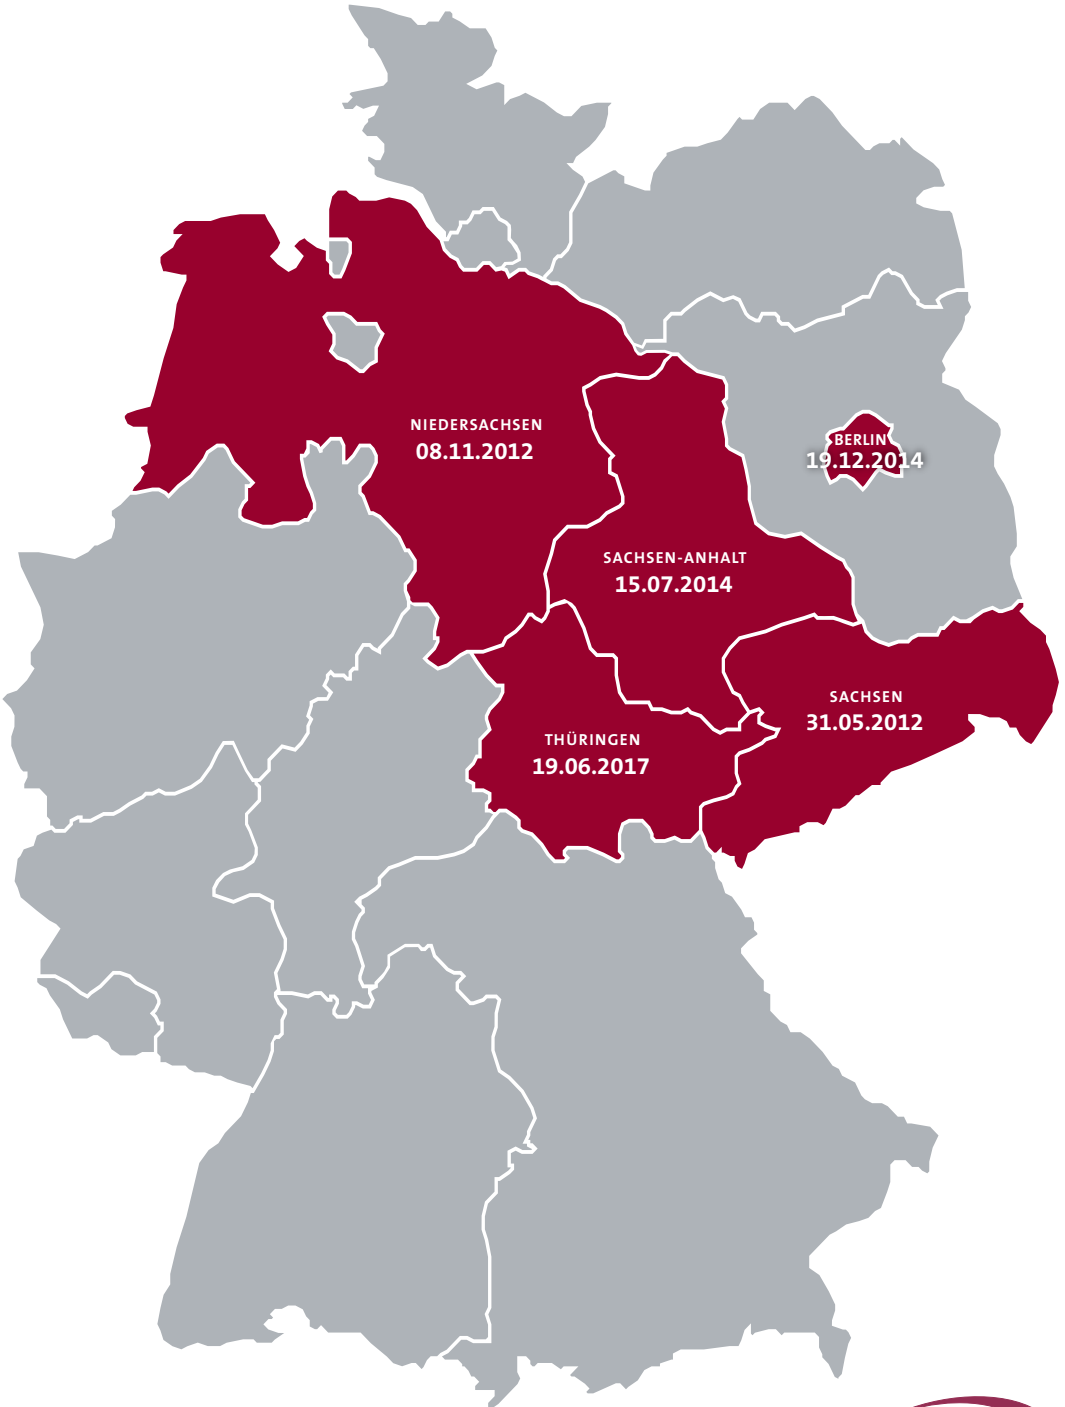 NIEDERSACHSEN
08.11.2012
BERLIN
19.12.2014
SACHSEN-ANHALT
15.07.2014
SACHSEN
31.05.2012
THÜRINGEN
19.06.2017